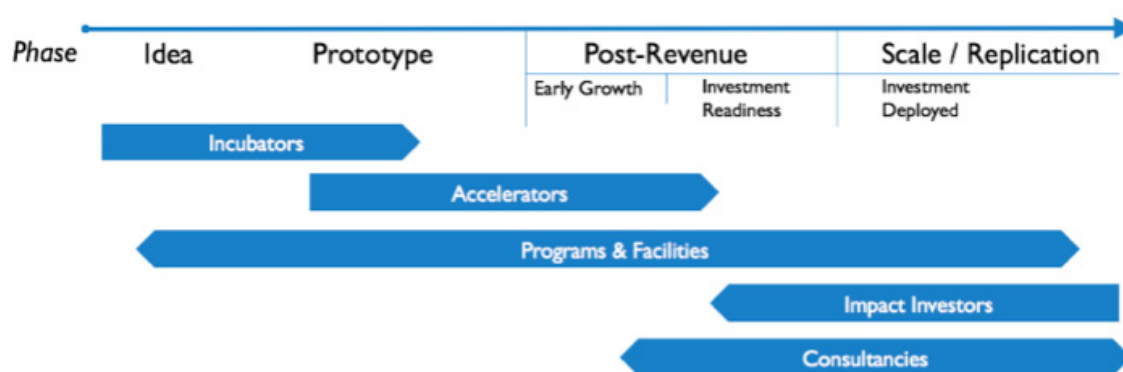 Phase Idea Prototype Post-Revenue Scale / Replication
Early Growth Investment Readiness Investment Deployed
Incubators
Accelerators
Programs & Facilities
Impact Investors
Consultancies